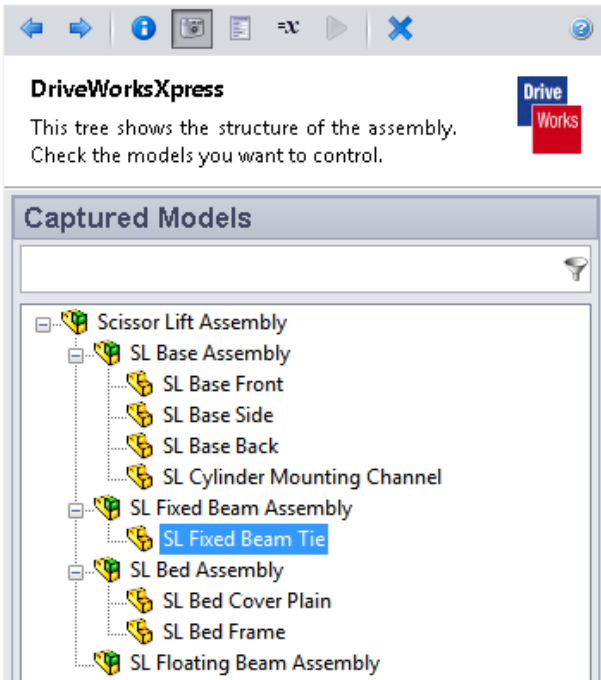 =x
?
DriveWorksXpress
This tree shows the structure of the assembly.
Check the models you want to control.
Drive
Works
Captured Models
Scissor Lift Assembly
SL Base Assembly
SL Base Front
SL Base Side
SL Base Back
SL Cylinder Mounting Channel
SL Fixed Beam Assembly
SL Fixed Beam Tie
SL Bed Assembly
SL Bed Cover Plain
SL Bed Frame
SL Floating Beam Assembly